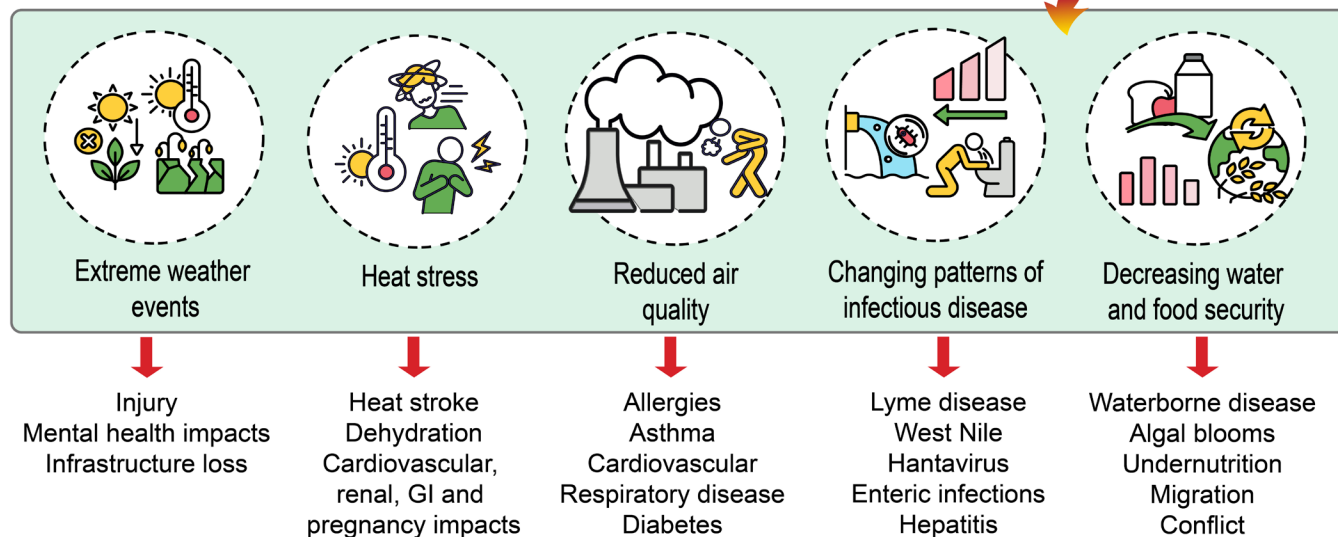 Extreme weather
events
Heat stress
Reduced air
quality
Changing patterns of
infectious disease
Decreasing water
and food security
Injury
Mental health impacts
Infrastructure loss
Heat stroke
Dehydration
Cardiovascular,
renal, GI and
pregnancy impacts
Allergies
Asthma
Cardiovascular
Respiratory disease
Diabetes
Lyme disease
West Nile
Hantavirus
Enteric infections
Hepatitis
Waterborne disease
Algal blooms
Undernutrition
Migration
Conflict